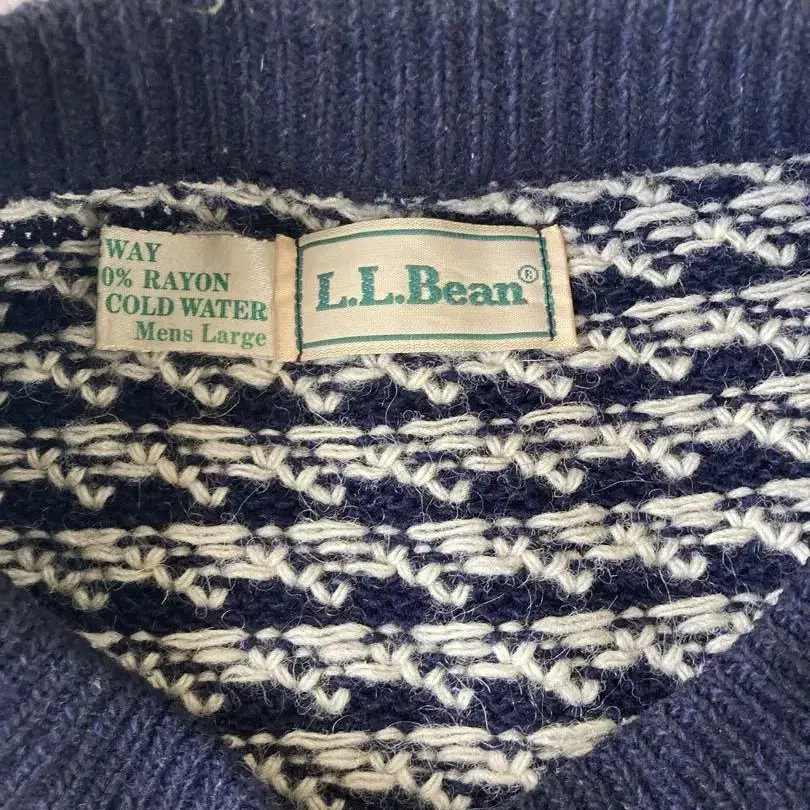 WAY
0% RAYON
COLD WATER
Mens Large
L.L.Bean®